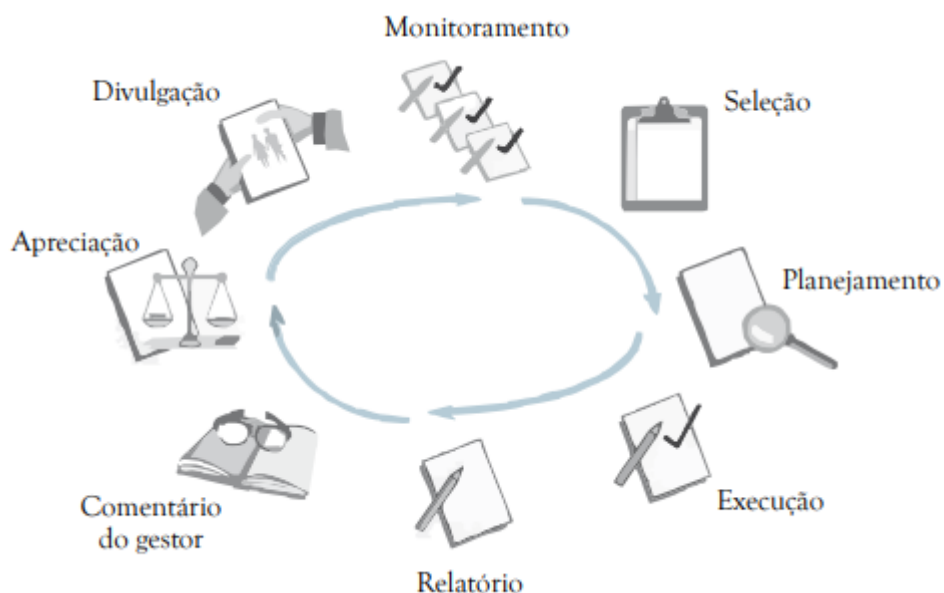 Monitoramento
Seleção
Planejamento
Execução
Relatório
Comentário
do gestor
Apreciação
Divulgação